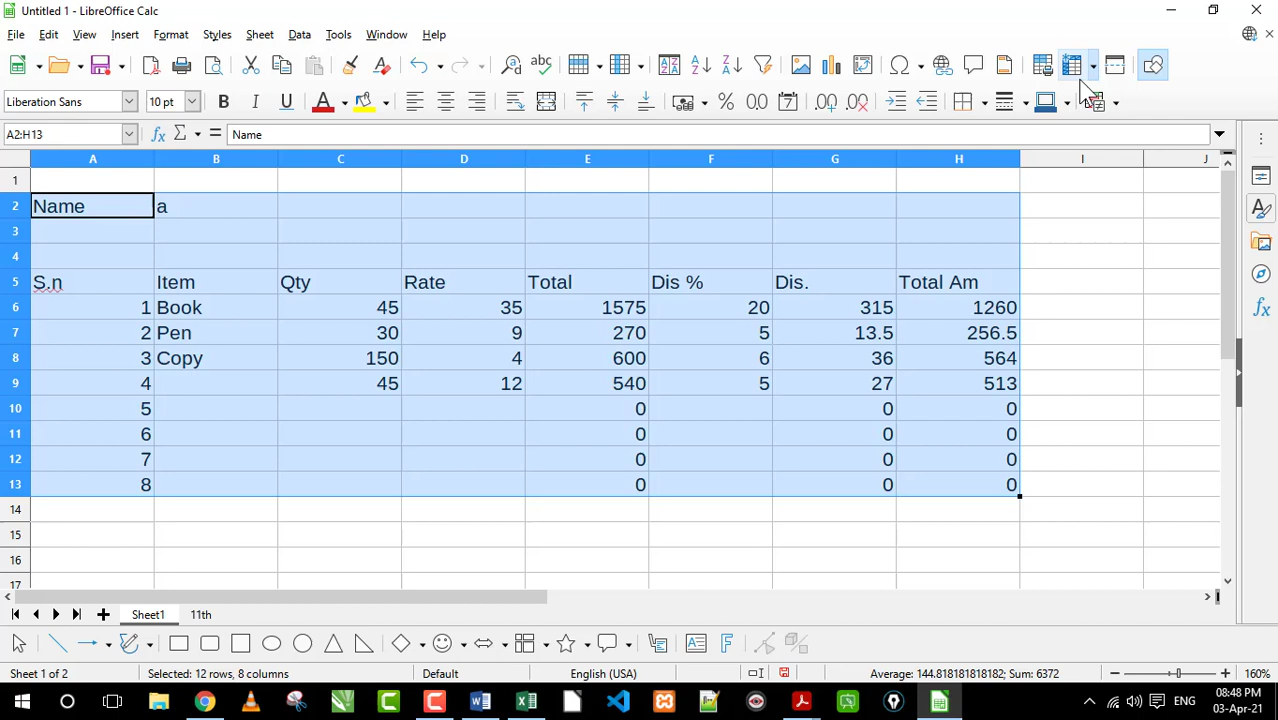 Untitled 1 - LibreOffice Calc
File Edit View Insert Format Styles Sheet Data Tools Window Help
Liberation Sans 10 pt
A2:H13 Name
A B C D E F G H I J
1
2 Name a
3
4
5 S.n Item Qty Rate Total Dis % Dis. Total Am
6 1 Book 45 35 1575 20 315 1260
7 2 Pen 30 9 270 5 13.5 256.5
8 3 Copy 150 4 600 6 36 564
9 4 45 12 540 5 27 513
10 5 0 0 0
11 6 0 0 0
12 7 0 0 0
13 8 0 0 0
14
15
16
17
Sheet1 11th
Sheet 1 of 2 Selected: 12 rows, 8 columns Default English (USA) Average: 144.818181818182; Sum: 6372 160%
ENG 08:48 PM
03-Apr-21